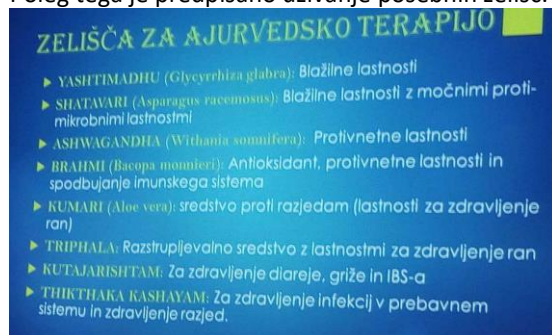 Poleg tega je predpisano uživanje posebnih zelišč.
ZELIŠČA ZA AJURVEDSKO TERAPIJO
YASHTIMADHU (Glycyrrhiza glabra): Blažilne lastnosti
SHATAVARI (Asparagus racemosus): Blažilne lastnosti z močnimi proti-
mikrobnimi lastnostmi
ASHWAGANDHA (Withania somnifera): Protivnetne lastnosti
BRAHMI (Bacopa monnieri): Antioksidant, protivnetne lastnosti in
spodbujanje imunskega sistema
KUMARI (Aloe vera): sredstvo proti razjedam (lastnosti za zdravljenje
ran)
TRIPHALA: Razstrupljevalno sredstvo z lastnostmi za zdravljenje ran
KUTAJARISHTAM: Za zdravljenje diareje, griže in IBS-a
THIKTHAKA KASHAYAM: Za zdravljenje infekcij v prebavnem
sistemu in zdravljenje razjed.